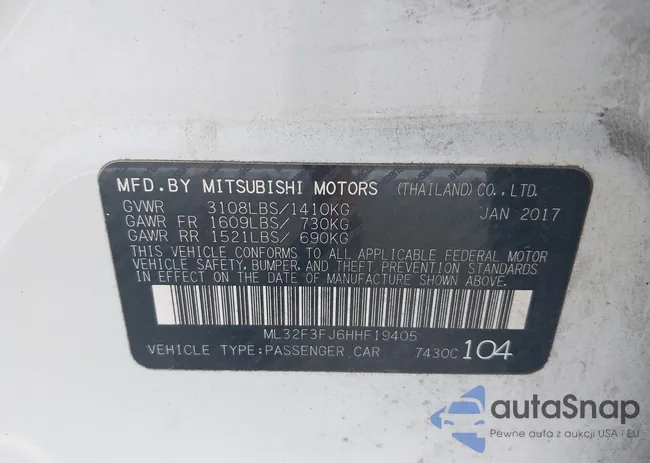 MFD. BY MITSUBISHI MOTORS (THAILAND) CO., LTD.
GVWR 3108LBS/1410KG JAN 2017
GAWR FR 1609LBS/ 730KG
GAWR RR 1521LBS/ 690KG
THIS VEHICLE CONFORMS TO ALL APPLICABLE FEDERAL MOTOR
VEHICLE SAFETY, BUMPER, AND THEFT PREVENTION STANDARDS
IN EFFECT ON THE DATE OF MANUFACTURE SHOWN ABOVE.
ML32F3FJ6HHF19405
VEHICLE TYPE:PASSENGER CAR 7430C 104
autaSnap
Pewne auta z aukcji USA i EU